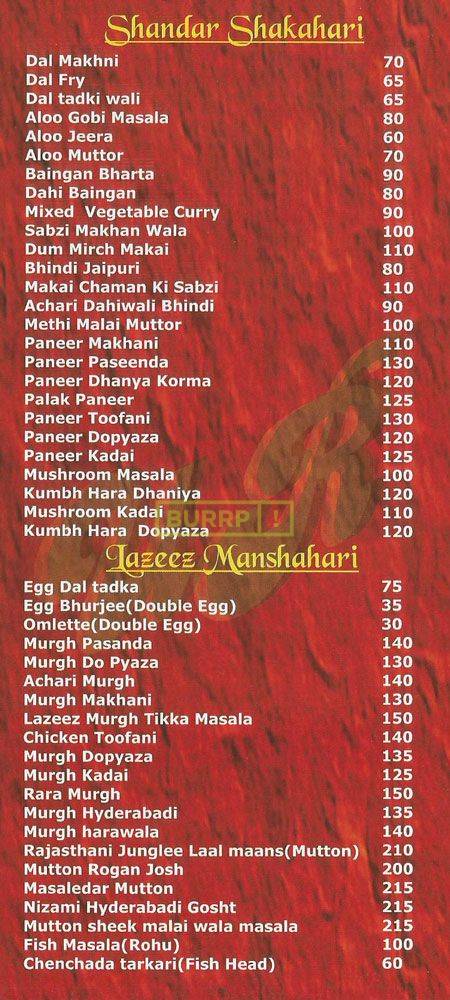 Shandar Shakahari
Dal Makhni 70
Dal Fry 65
Dal tadki wali 65
Aloo Gobi Masala 80
Aloo Jeera 60
Aloo Muttor 70
Baingan Bharta 90
Dahi Baingan 80
Mixed Vegetable Curry 90
Sabzi Makhan Wala 100
Dum Mirch Makai 110
Bhindi Jaipuri 80
Makai Chaman Ki Sabzi 110
Achari Dahiwali Bhindi 90
Methi Malai Muttor 100
Paneer Makhani 110
Paneer Paseenda 130
Paneer Dhanya Korma 120
Palak Paneer 125
Paneer Toofani 130
Paneer Dopyaza 120
Paneer Kadai 125
Mushroom Masala 100
Kumbh Hara Dhaniya 120
Mushroom Kadai 110
BURRP!
Kumbh Hara Dopyaza 120
Lazeez Manshahari
Egg Dal tadka 75
Egg Bhurjee(Double Egg) 35
Omlette(Double Egg) 30
Murgh Pasanda 140
Murgh Do Pyaza 130
Achari Murgh 140
Murgh Makhani 130
Lazeez Murgh Tikka Masala 150
Chicken Toofani 140
Murgh Dopyaza 135
Murgh Kadai 125
Rara Murgh 150
Murgh Hyderabadi 135
Murgh harawala 140
Rajasthani Junglee Laal maans(Mutton) 210
Mutton Rogan Josh 200
Masaledar Mutton 215
Nizami Hyderabadi Gosht 215
Mutton sheek malai wala masala 215
Fish Masala(Rohu) 100
Chenchada tarkari(Fish Head) 60